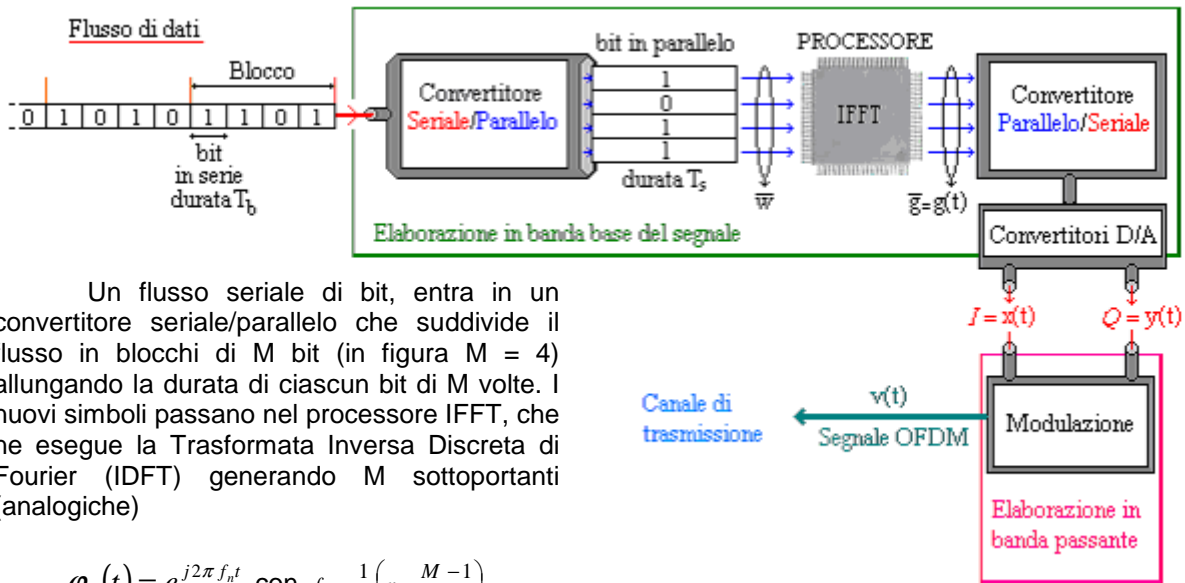 Flusso di dati
Blocco
0 1 0 1 0 1 1 0 1
bit
in serie
durata T_b
bit in parallelo
Convertitore
Seriale/Parallelo
1
0
1
1
durata T_s
w̅
PROCESSORE
IFFT
g̅=g(t)
Convertitore
Parallelo/Seriale
Elaborazione in banda base del segnale
Convertitori D/A
I = x(t)
Q = y(t)
Modulazione
v(t)
Segnale OFDM
Canale di
trasmissione
Elaborazione in
banda passante
Un flusso seriale di bit, entra in un
convertitore seriale/parallelo che suddivide il
flusso in blocchi di M bit (in figura M = 4)
allungando la durata di ciascun bit di M volte. I
nuovi simboli passano nel processore IFFT, che
ne esegue la Trasformata Inversa Discreta di
Fourier (IDFT) generando M sottoportanti
(analogiche)
(t) = e^{j2π f_n t} con 1 ( M − 1 )